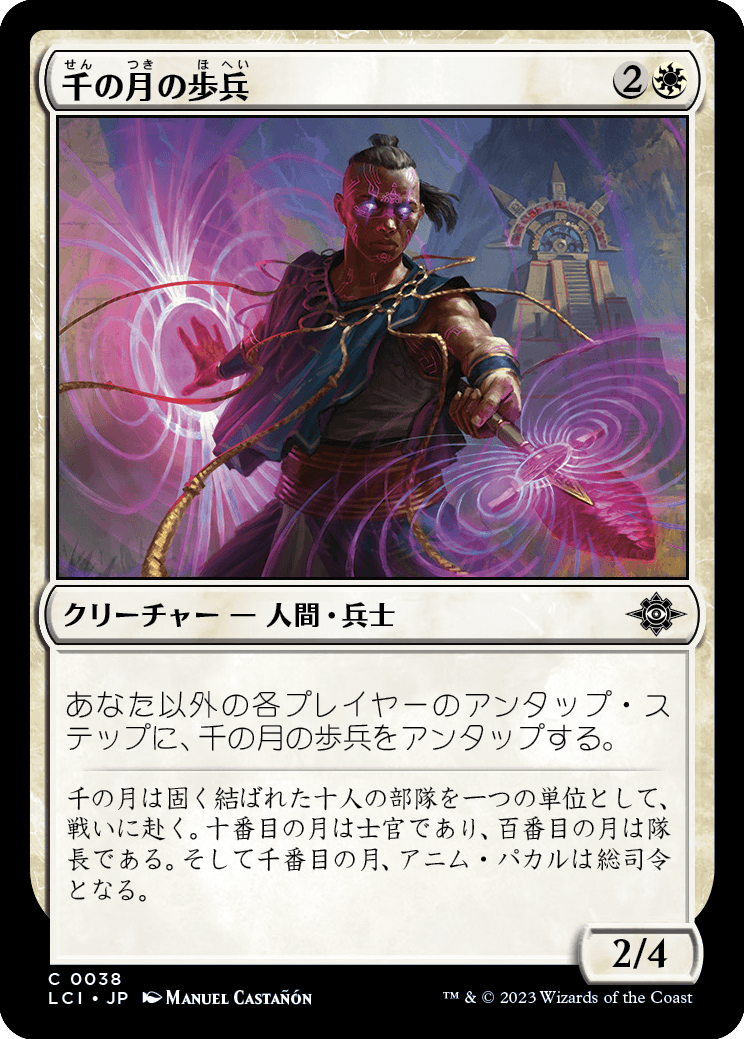 せん つき ほ へい
千の月の歩兵 2
クリーチャー — 人間・兵士
あなた以外の各プレイヤーのアンタップ・ス
テップに、千の月の歩兵をアンタップする。
千の月は固く結ばれた十人の部隊を一つの単位として、
戦いに赴く。十番目の月は士官であり、百番目の月は隊
長である。そして千番目の月、アニム・パカルは総司令
となる。
2/4
C 0038
LCI • JP Manuel Castañón
™ & © 2023 Wizards of the Coast